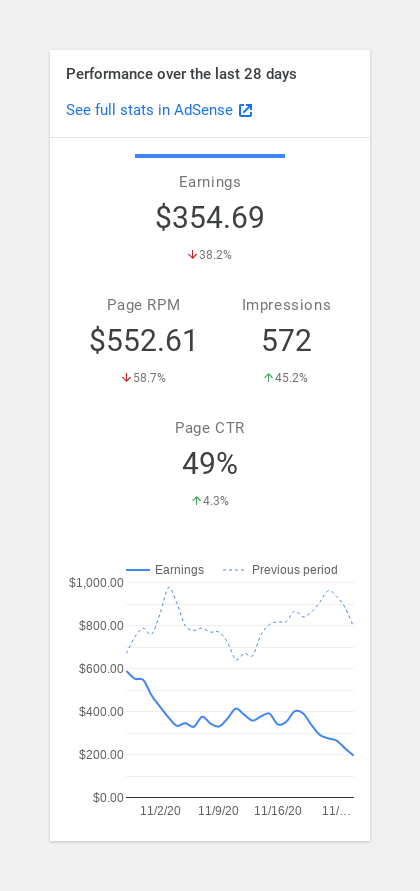 Performance over the last 28 days
See full stats in AdSense
Earnings
$354.69
↓38.2%
Page RPM Impressions
$552.61 572
↓58.7% ↑45.2%
Page CTR
49%
↑4.3%
Earnings Previous period
$1,000.00
$800.00
$600.00
$400.00
$200.00
$0.00
11/2/20 11/9/20 11/16/20 11/…